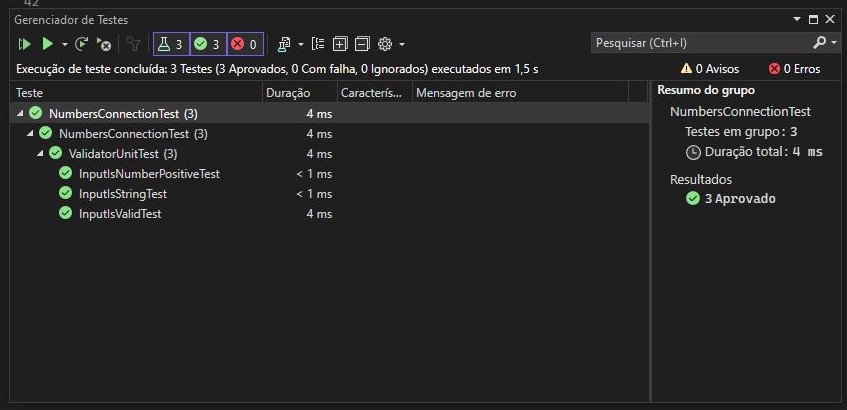 42
Gerenciador de Testes
3 3 0
Pesquisar (Ctrl+I)
Execução de teste concluída: 3 Testes (3 Aprovados, 0 Com falha, 0 Ignorados) executados em 1,5 s
0 Avisos 0 Erros
Teste Duração Caracterís... Mensagem de erro
NumbersConnectionTest (3) 4 ms
NumbersConnectionTest (3) 4 ms
ValidatorUnitTest (3) 4 ms
InputIsNumberPositiveTest < 1 ms
InputIsStringTest < 1 ms
InputIsValidTest 4 ms
Resumo do grupo
NumbersConnectionTest
Testes em grupo: 3
Duração total: 4 ms
Resultados
3 Aprovado